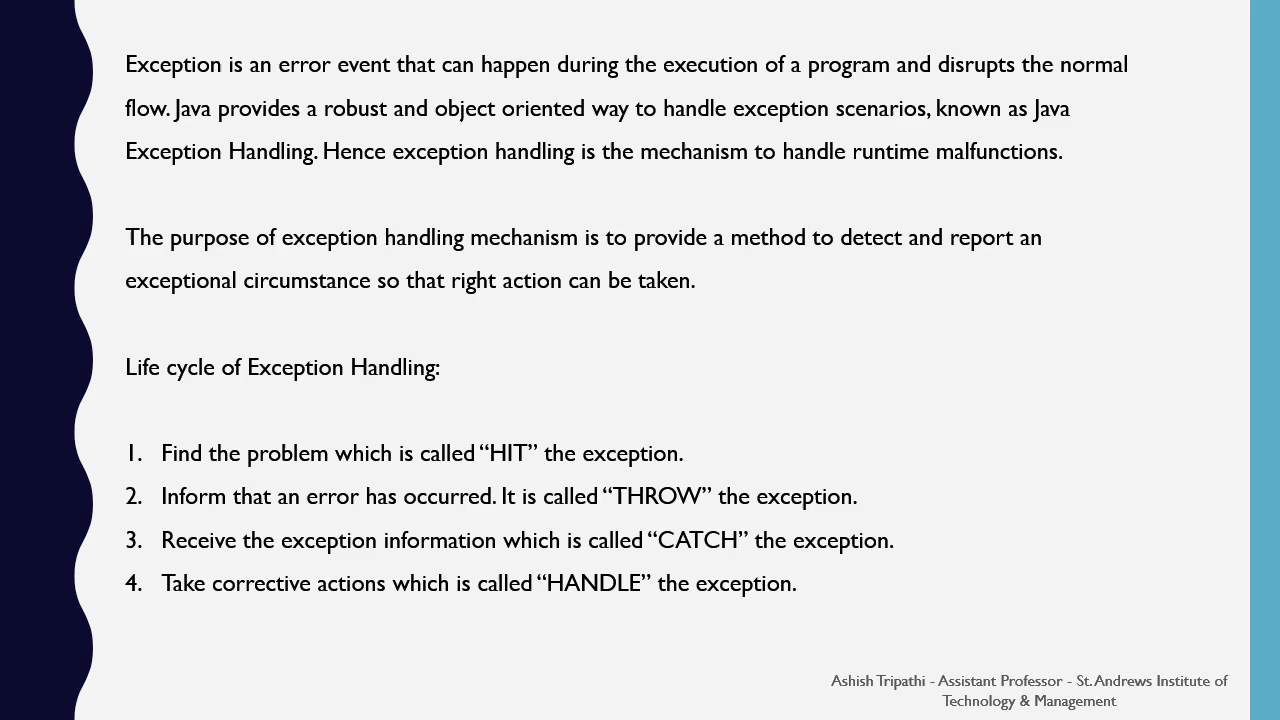 Exception is an error event that can happen during the execution of a program and disrupts the normal
flow. Java provides a robust and object oriented way to handle exception scenarios, known as Java
Exception Handling. Hence exception handling is the mechanism to handle runtime malfunctions.
The purpose of exception handling mechanism is to provide a method to detect and report an
exceptional circumstance so that right action can be taken.
Life cycle of Exception Handling:
1. Find the problem which is called “HIT” the exception.
2. Inform that an error has occurred. It is called “THROW” the exception.
3. Receive the exception information which is called “CATCH” the exception.
4. Take corrective actions which is called “HANDLE” the exception.
Ashish Tripathi - Assistant Professor - St. Andrews Institute of
Technology & Management